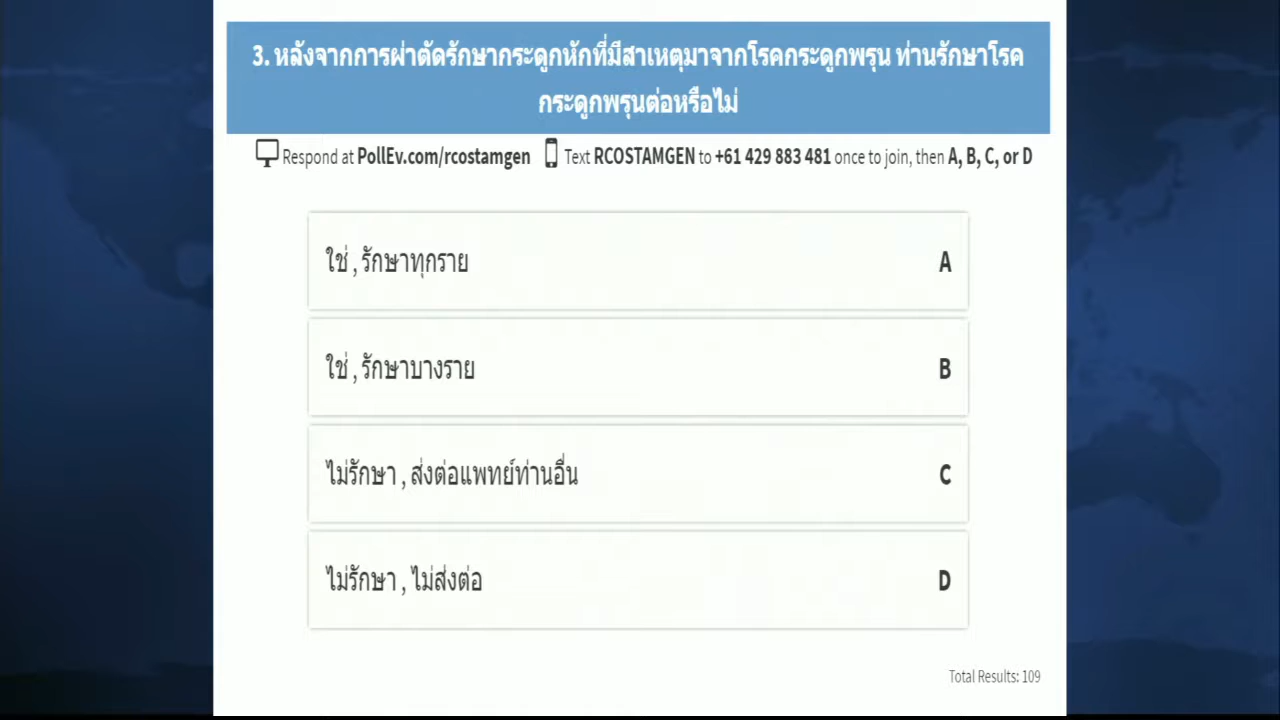 3. หลังจากการผ่าตัดรักษากระดูกหักที่มีสาเหตุมาจากโรคกระดูกพรุน ท่านรักษาโรค
กระดูกพรุนต่อหรือไม่
Respond at PollEv.com/rcostamgen Text RCOSTAMGEN to +61 429 883 481 once to join, then A, B, C, or D
ใช่ , รักษาทุกราย A
ใช่ , รักษาบางราย B
ไม่รักษา , ส่งต่อแพทย์ท่านอื่น C
ไม่รักษา , ไม่ส่งต่อ D
Total Results: 109